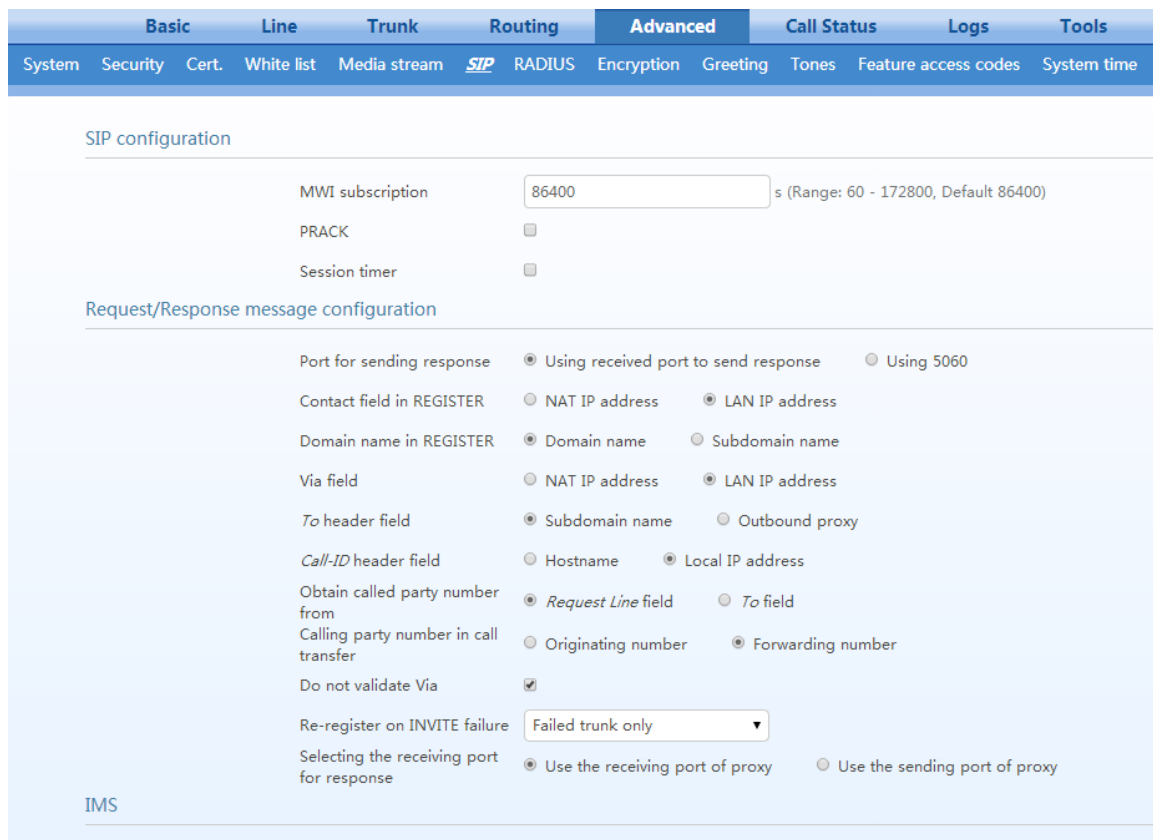 Basic Line Trunk Routing Advanced Call Status Logs Tools
System Security Cert. White list Media stream SIP RADIUS Encryption Greeting Tones Feature access codes System time
SIP configuration
MWI subscription 86400 s (Range: 60 - 172800, Default 86400)
PRACK
Session timer
Request/Response message configuration
Port for sending response Using received port to send response Using 5060
Contact field in REGISTER NAT IP address LAN IP address
Domain name in REGISTER Domain name Subdomain name
Via field NAT IP address LAN IP address
To header field Subdomain name Outbound proxy
Call-ID header field Hostname Local IP address
Obtain called party number
from Request Line field To field
Calling party number in call
transfer Originating number Forwarding number
Do not validate Via
Re-register on INVITE failure Failed trunk only
Selecting the receiving port
for response Use the receiving port of proxy Use the sending port of proxy
IMS